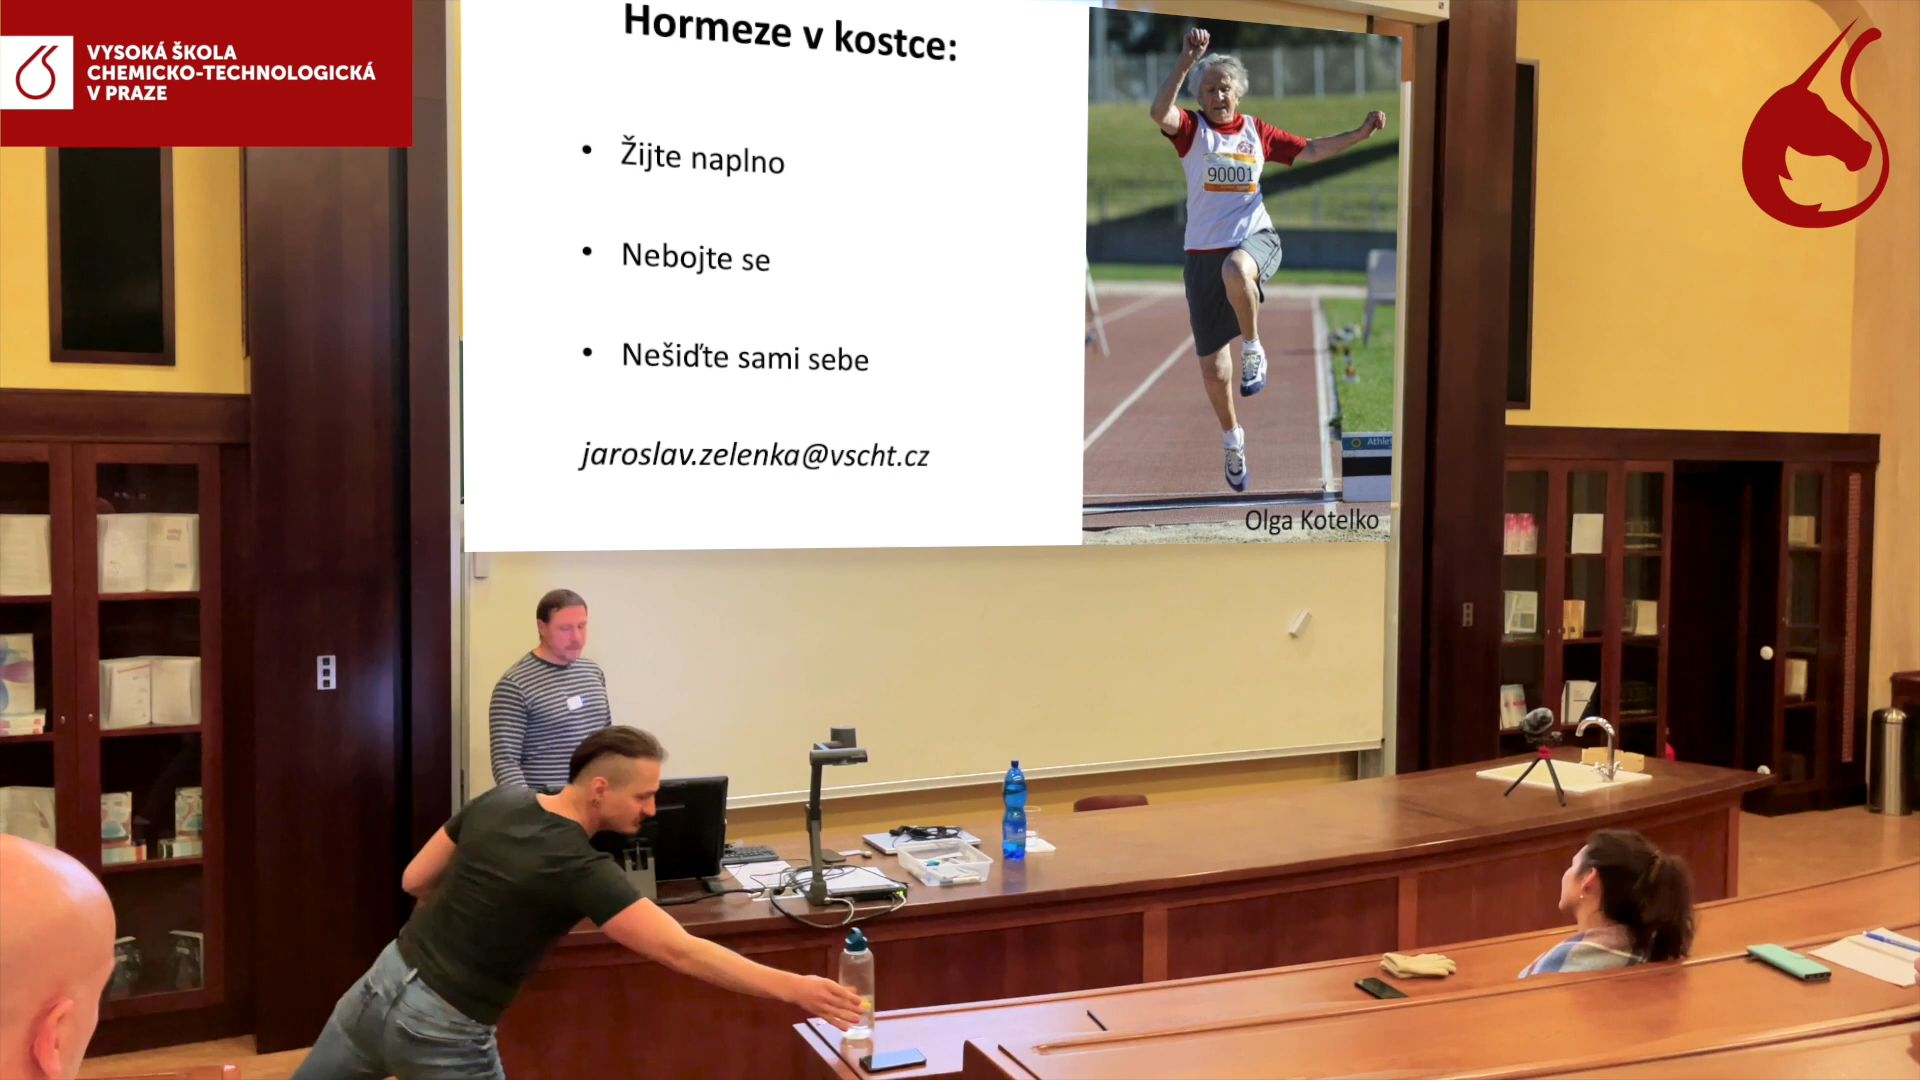 VYSOKÁ ŠKOLA
CHEMICKO-TECHNOLOGICKÁ
V PRAZE
Hormeze v kostce:
• Žijte naplno
• Nebojte se
• Nešiďte sami sebe
jaroslav.zelenka@vscht.cz
90001
Athle
Olga Kotelko